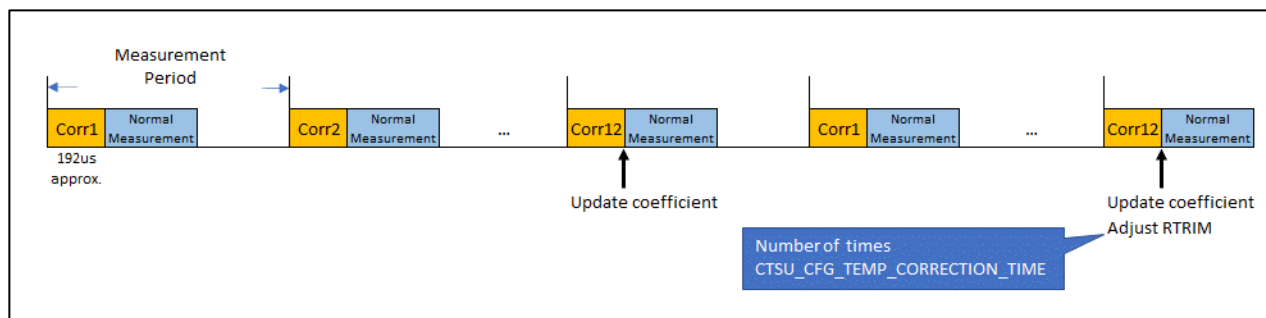 Measurement
Period
Corr1
Normal
Measurement
Corr2
Normal
Measurement
...
Corr12
Normal
Measurement
Corr1
Normal
Measurement
...
Corr12
Normal
Measurement
192us
approx.
Update coefficient
Update coefficient
Adjust RTRIM
Number of times
CTSU_CFG_TEMP_CORRECTION_TIME